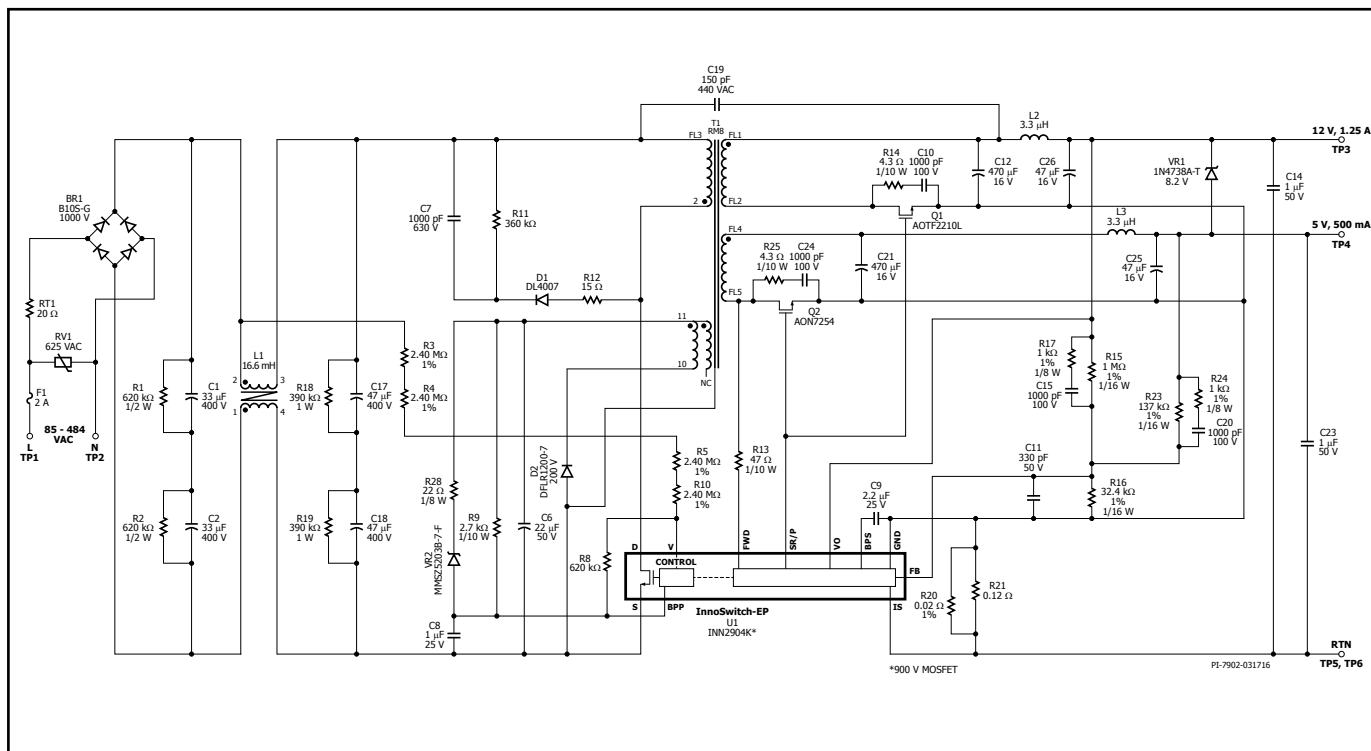 C19
150 pF
440 VAC
T1
RM8
FL3
FL1
L2
3.3 µH
12 V, 1.25 A
TP3
BR1
B10S-G
1000 V
C7
1000 pF
630 V
R11
360 kΩ
2
FL2
R14
4.3 Ω
1/10 W
C10
1000 pF
100 V
Q1
AOTF2210L
C12
470 µF
16 V
C26
47 µF
16 V
VR1
1N4738A-T
8.2 V
C14
1 µF
50 V
L3
3.3 µH
5 V, 500 mA
TP4
FL4
FL5
R25
4.3 Ω
1/10 W
C24
1000 pF
100 V
Q2
AON7254
C21
470 µF
16 V
C25
47 µF
16 V
D1
DL4007
R12
15 Ω
RT1
20 Ω
RV1
625 VAC
F1
2 A
L
TP1
85 - 484
VAC
N
TP2
R1
620 kΩ
1/2 W
C1
33 µF
400 V
R2
620 kΩ
1/2 W
C2
33 µF
400 V
L1
16.6 mH
2
3
1
4
R18
390 kΩ
1 W
C17
47 µF
400 V
R19
390 kΩ
1 W
C18
47 µF
400 V
R3
2.40 MΩ
1%
R4
2.40 MΩ
1%
11
10
NC
R28
22 Ω
1/8 W
VR2
MMSZ5203B-7-F
R9
2.7 kΩ
1/10 W
C6
22 µF
50 V
D2
DFLR1200-7
200 V
C8
1 µF
25 V
R5
2.40 MΩ
1%
R10
2.40 MΩ
1%
R8
620 kΩ
R13
47 Ω
1/10 W
R17
1 kΩ
1%
1/8 W
C15
1000 pF
100 V
R15
1 MΩ
1%
1/16 W
R23
137 kΩ
1%
1/16 W
R24
1 kΩ
1%
1/8 W
C20
1000 pF
100 V
C23
1 µF
50 V
C11
330 pF
50 V
R16
32.4 kΩ
1%
1/16 W
C9
2.2 µF
25 V
D
V
FWD
SR/P
VO
BPS
GND
CONTROL
FB
S
BPP
IS
InnoSwitch-EP
U1
INN2904K*
R20
0.02 Ω
1%
R21
0.12 Ω
*900 V MOSFET
PI-7902-031716
RTN
TP5, TP6